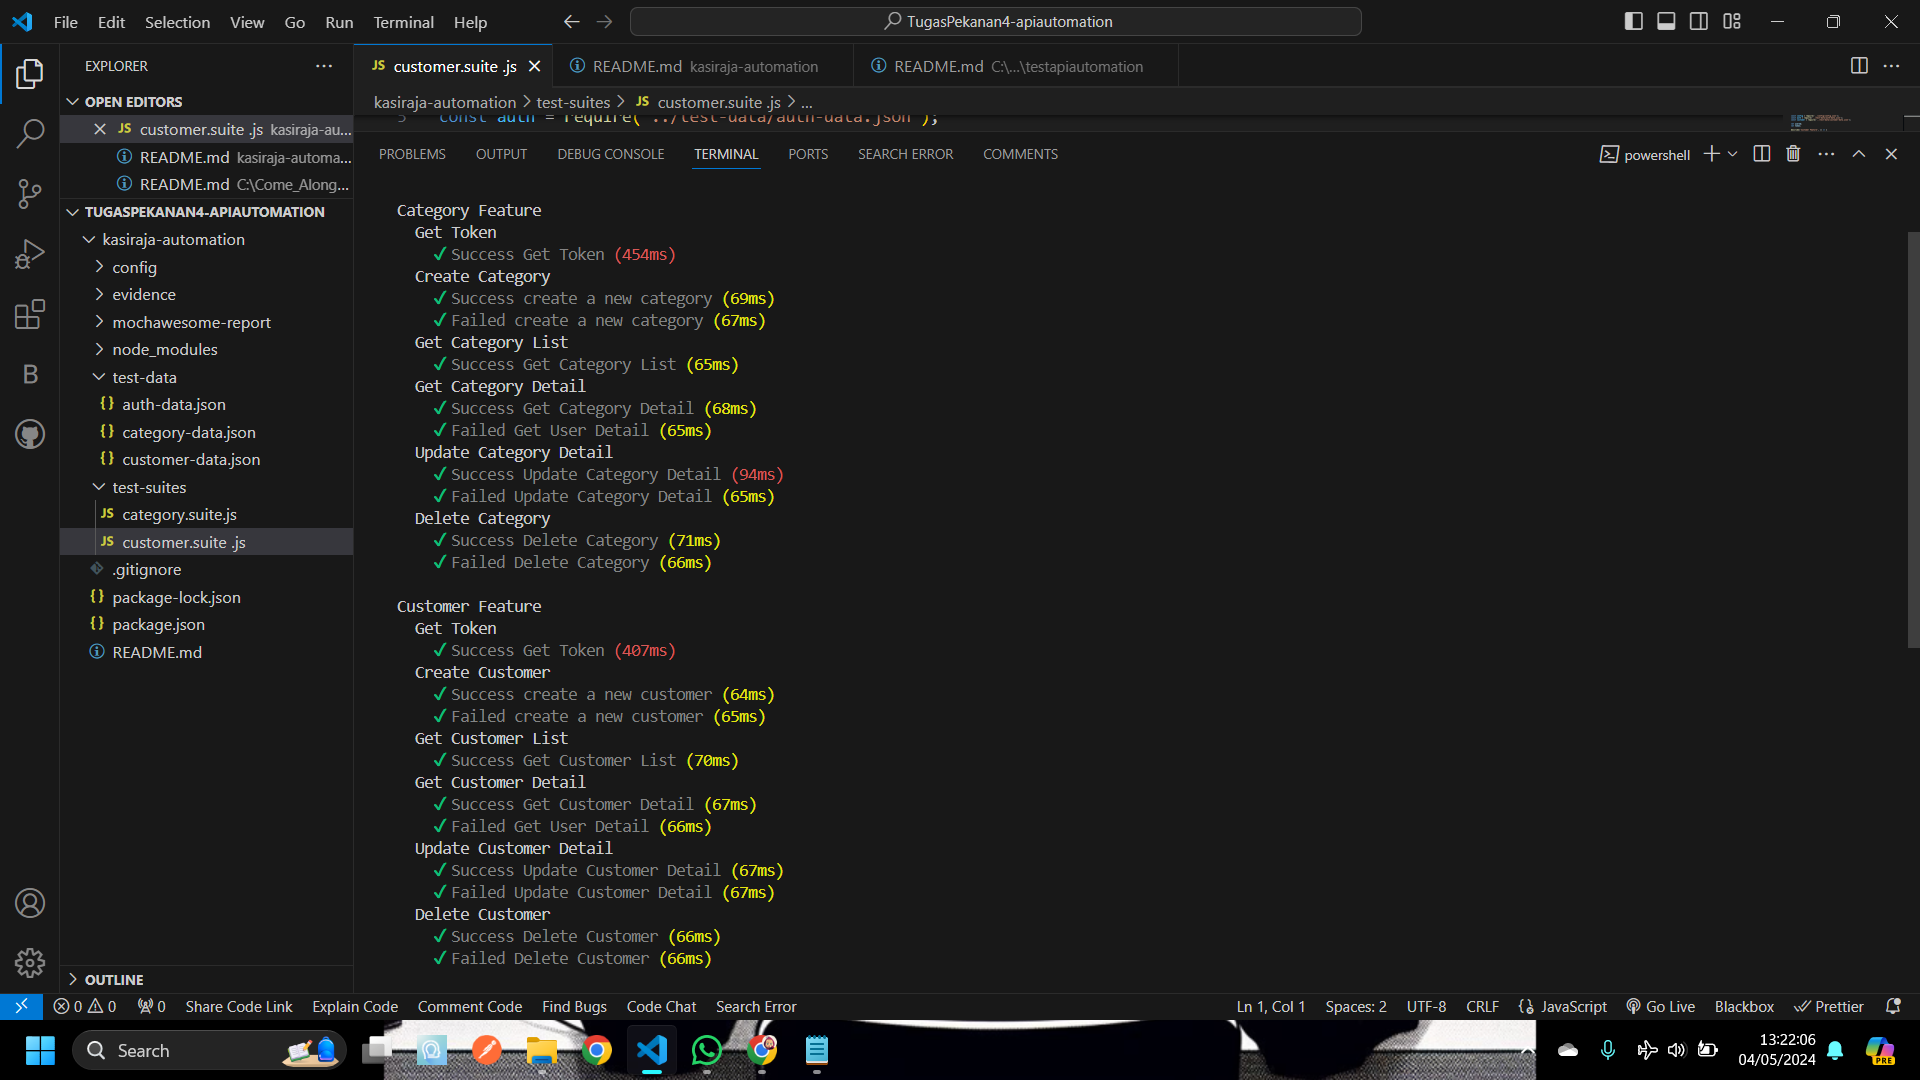 File Edit Selection View Go Run Terminal Help
TugasPekanan4-apiautomation
EXPLORER
OPEN EDITORS
JS customer.suite .js kasiraja-au...
README.md kasiraja-automa...
README.md C:\Come_Along...
TUGASPEKANAN4-APIAUTOMATION
kasiraja-automation
config
evidence
mochawesome-report
node_modules
test-data
{} auth-data.json
{} category-data.json
{} customer-data.json
test-suites
JS category.suite.js
JS customer.suite .js
.gitignore
{} package-lock.json
{} package.json
README.md
OUTLINE
JS customer.suite .js
README.md kasiraja-automation
README.md C:\...\testapiautomation
kasiraja-automation > test-suites > JS customer.suite .js > ...
5 const auth = require("../test-data/auth-data.json");
PROBLEMS OUTPUT DEBUG CONSOLE TERMINAL PORTS SEARCH ERROR COMMENTS
powershell
Category Feature
Get Token
✓ Success Get Token (454ms)
Create Category
✓ Success create a new category (69ms)
✓ Failed create a new category (67ms)
Get Category List
✓ Success Get Category List (65ms)
Get Category Detail
✓ Success Get Category Detail (68ms)
✓ Failed Get User Detail (65ms)
Update Category Detail
✓ Success Update Category Detail (94ms)
✓ Failed Update Category Detail (65ms)
Delete Category
✓ Success Delete Category (71ms)
✓ Failed Delete Category (66ms)
Customer Feature
Get Token
✓ Success Get Token (407ms)
Create Customer
✓ Success create a new customer (64ms)
✓ Failed create a new customer (65ms)
Get Customer List
✓ Success Get Customer List (70ms)
Get Customer Detail
✓ Success Get Customer Detail (67ms)
✓ Failed Get User Detail (66ms)
Update Customer Detail
✓ Success Update Customer Detail (67ms)
✓ Failed Update Customer Detail (67ms)
Delete Customer
✓ Success Delete Customer (66ms)
✓ Failed Delete Customer (66ms)
0 0 0 Share Code Link Explain Code Comment Code Find Bugs Code Chat Search Error
Ln 1, Col 1 Spaces: 2 UTF-8 CRLF {} JavaScript Go Live Blackbox Prettier
Search
13:22:06
04/05/2024
PRE